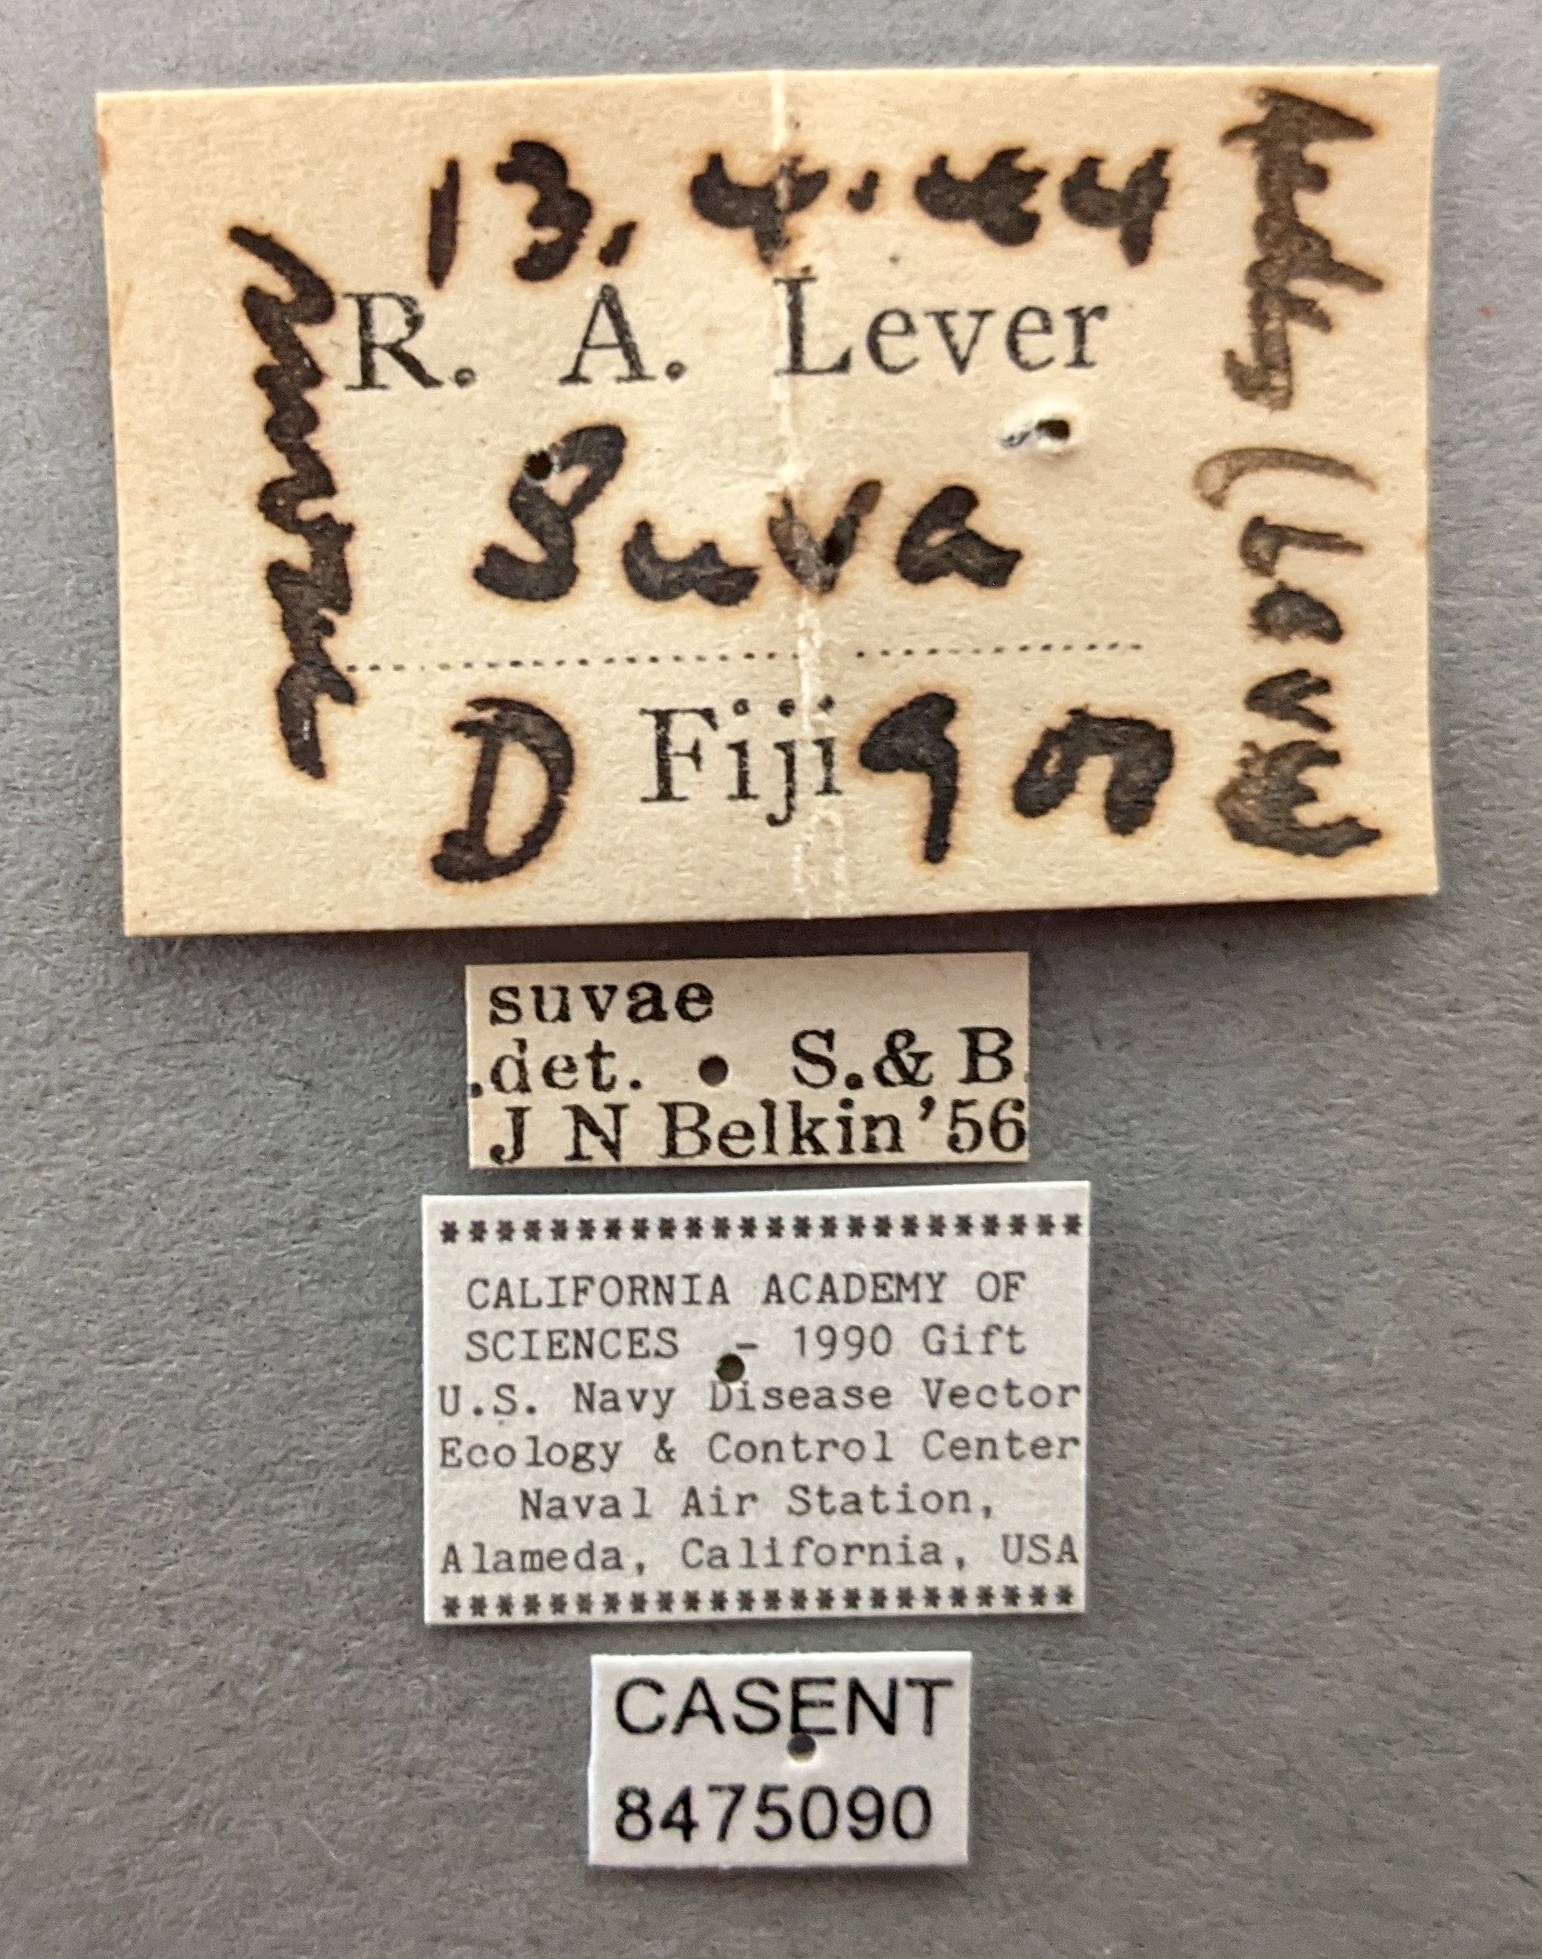 13.4.44
R. A. Lever
Suva
D Fiji 901
suvae
det. S. & B
J N Belkin '56
************************
CALIFORNIA ACADEMY OF
SCIENCES - 1990 Gift
U.S. Navy Disease Vector
Ecology & Control Center
Naval Air Station,
Alameda, California, USA
************************
CASENT
8475090